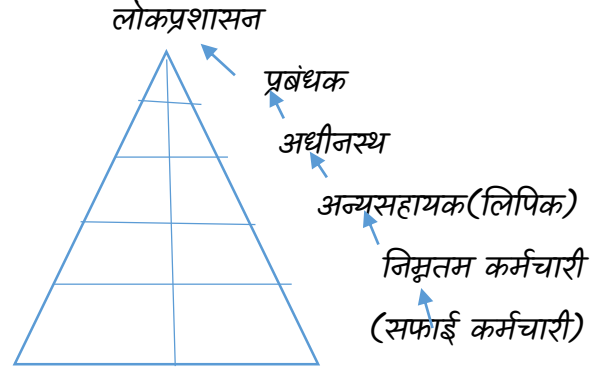 लोकप्रशासन
प्रबंधक
अधीनस्थ
अन्यसहायक(लिपिक)
निम्नतम कर्मचारी
(सफाई कर्मचारी)